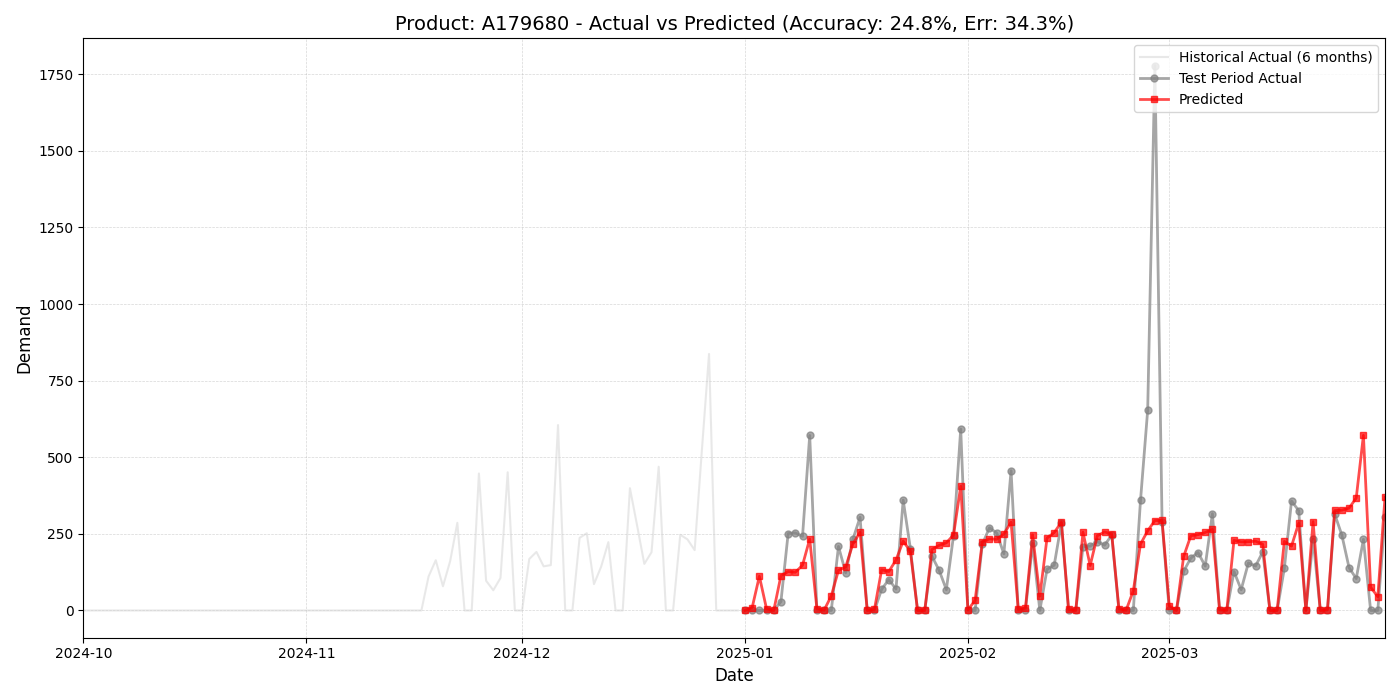 Product: A179680 - Actual vs Predicted (Accuracy: 24.8%, Err: 34.3%)
Historical Actual (6 months)
Test Period Actual
Predicted
1750
1500
1250
1000
750
500
250
0
Demand
2024-10
2024-11
2024-12
2025-01
2025-02
2025-03
Date